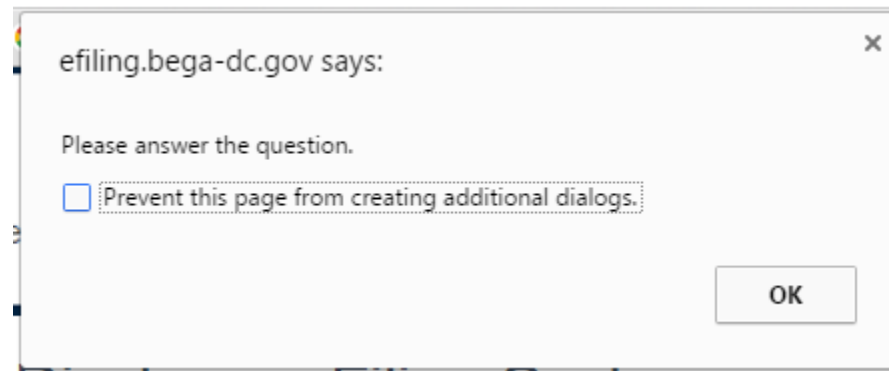 efiling.bega-dc.gov says:
Please answer the question.
Prevent this page from creating additional dialogs.
OK